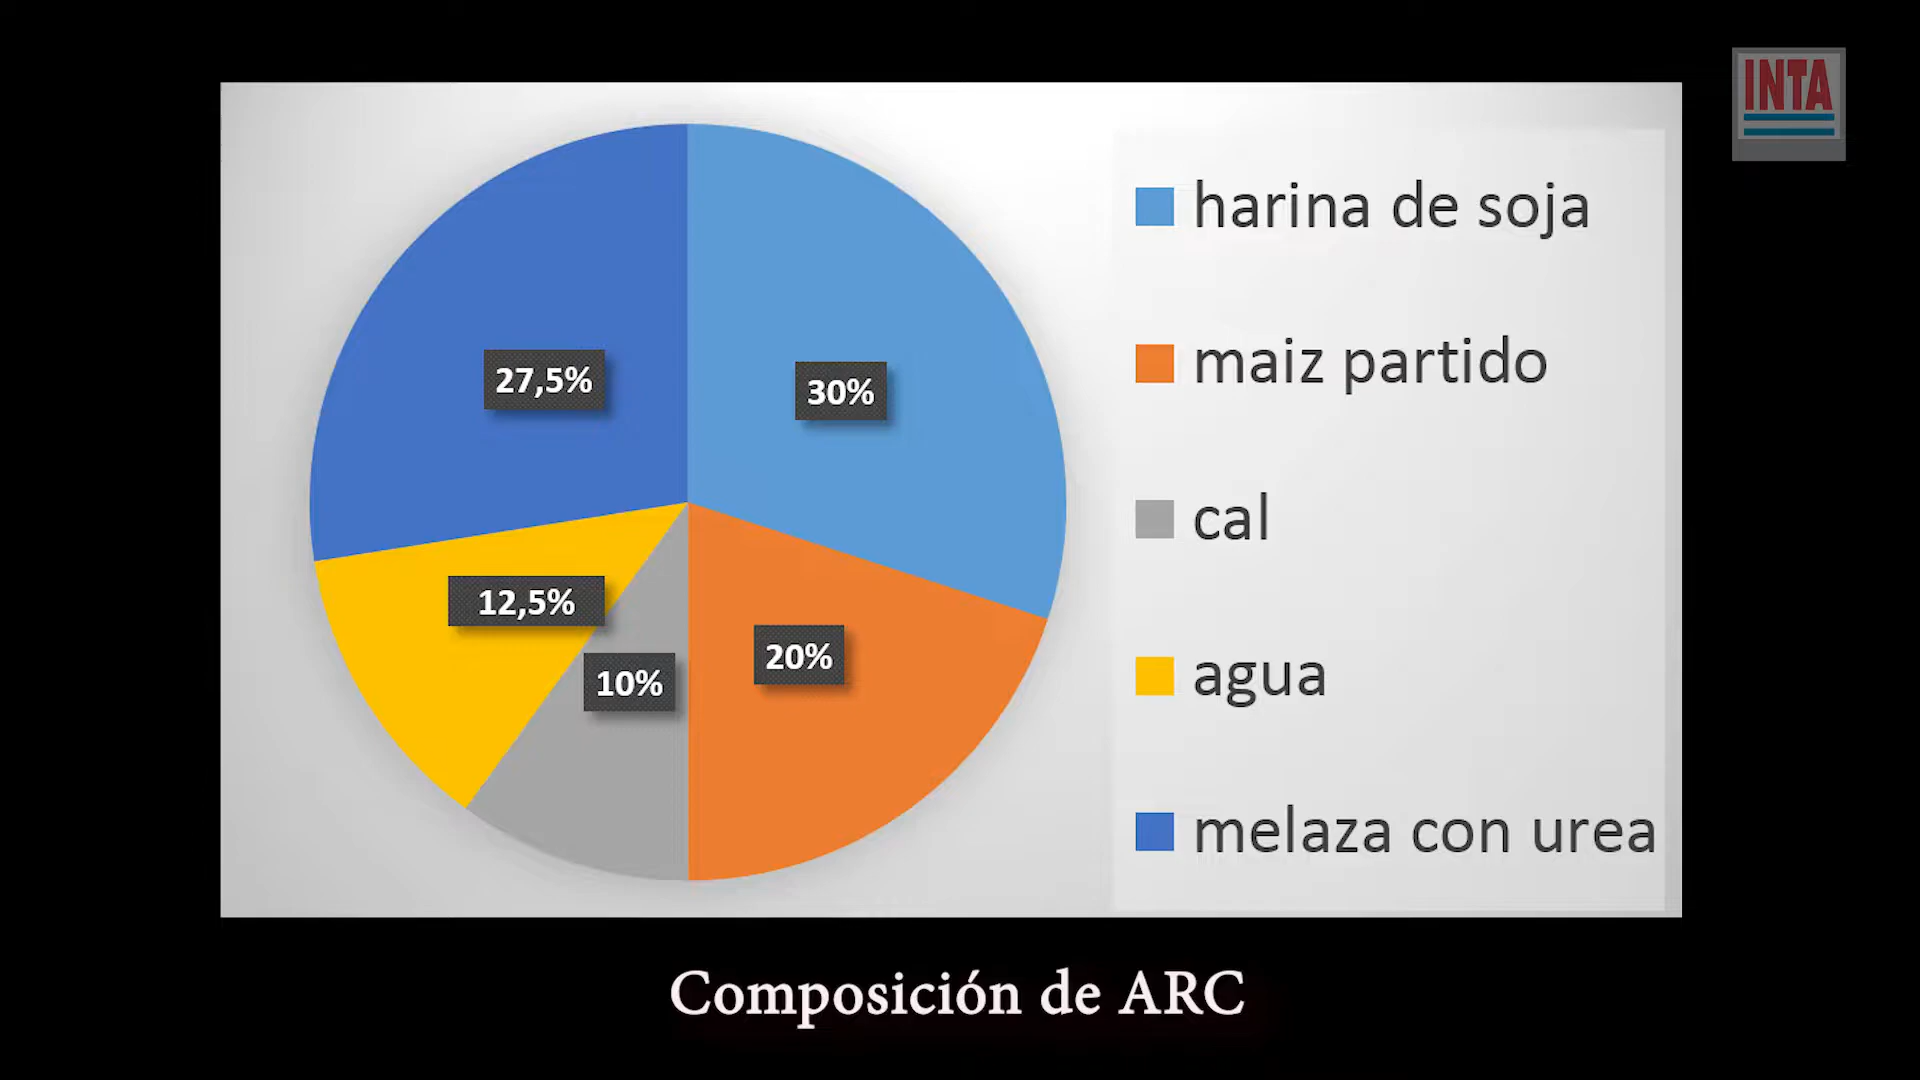 INTA
27,5%
30%
12,5%
10%
20%
harina de soja
maiz partido
cal
agua
melaza con urea
Composición de ARC